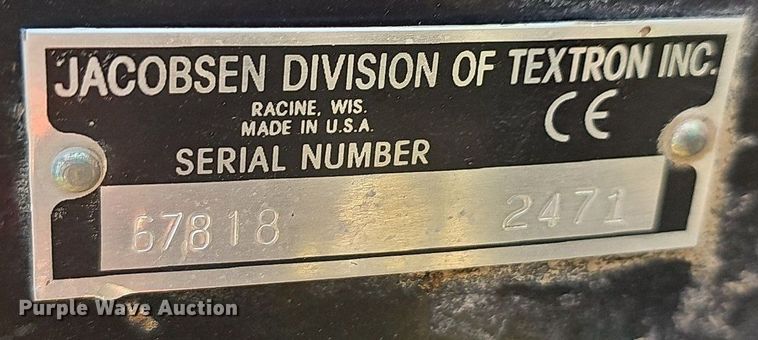 JACOBSEN DIVISION OF TEXTRON INC.
RACINE, WIS.
MADE IN U.S.A.
CE
SERIAL NUMBER
67818 2471
Purple Wave Auction